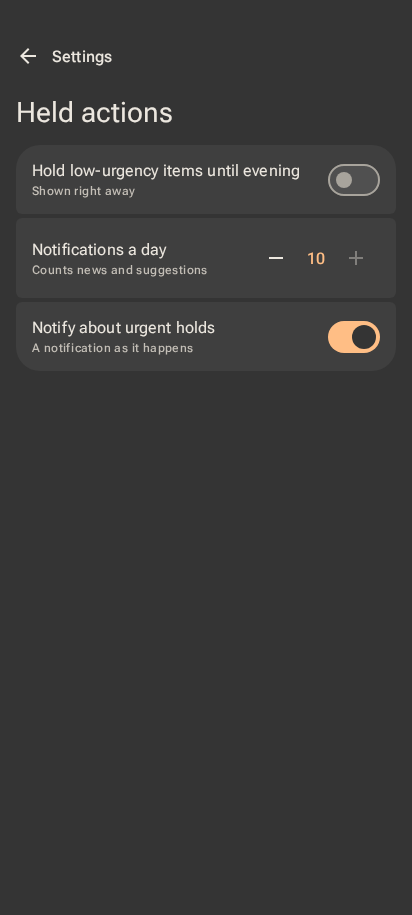 Settings
Held actions
Hold low-urgency items until evening
Shown right away
Notifications a day
Counts news and suggestions
10
Notify about urgent holds
A notification as it happens